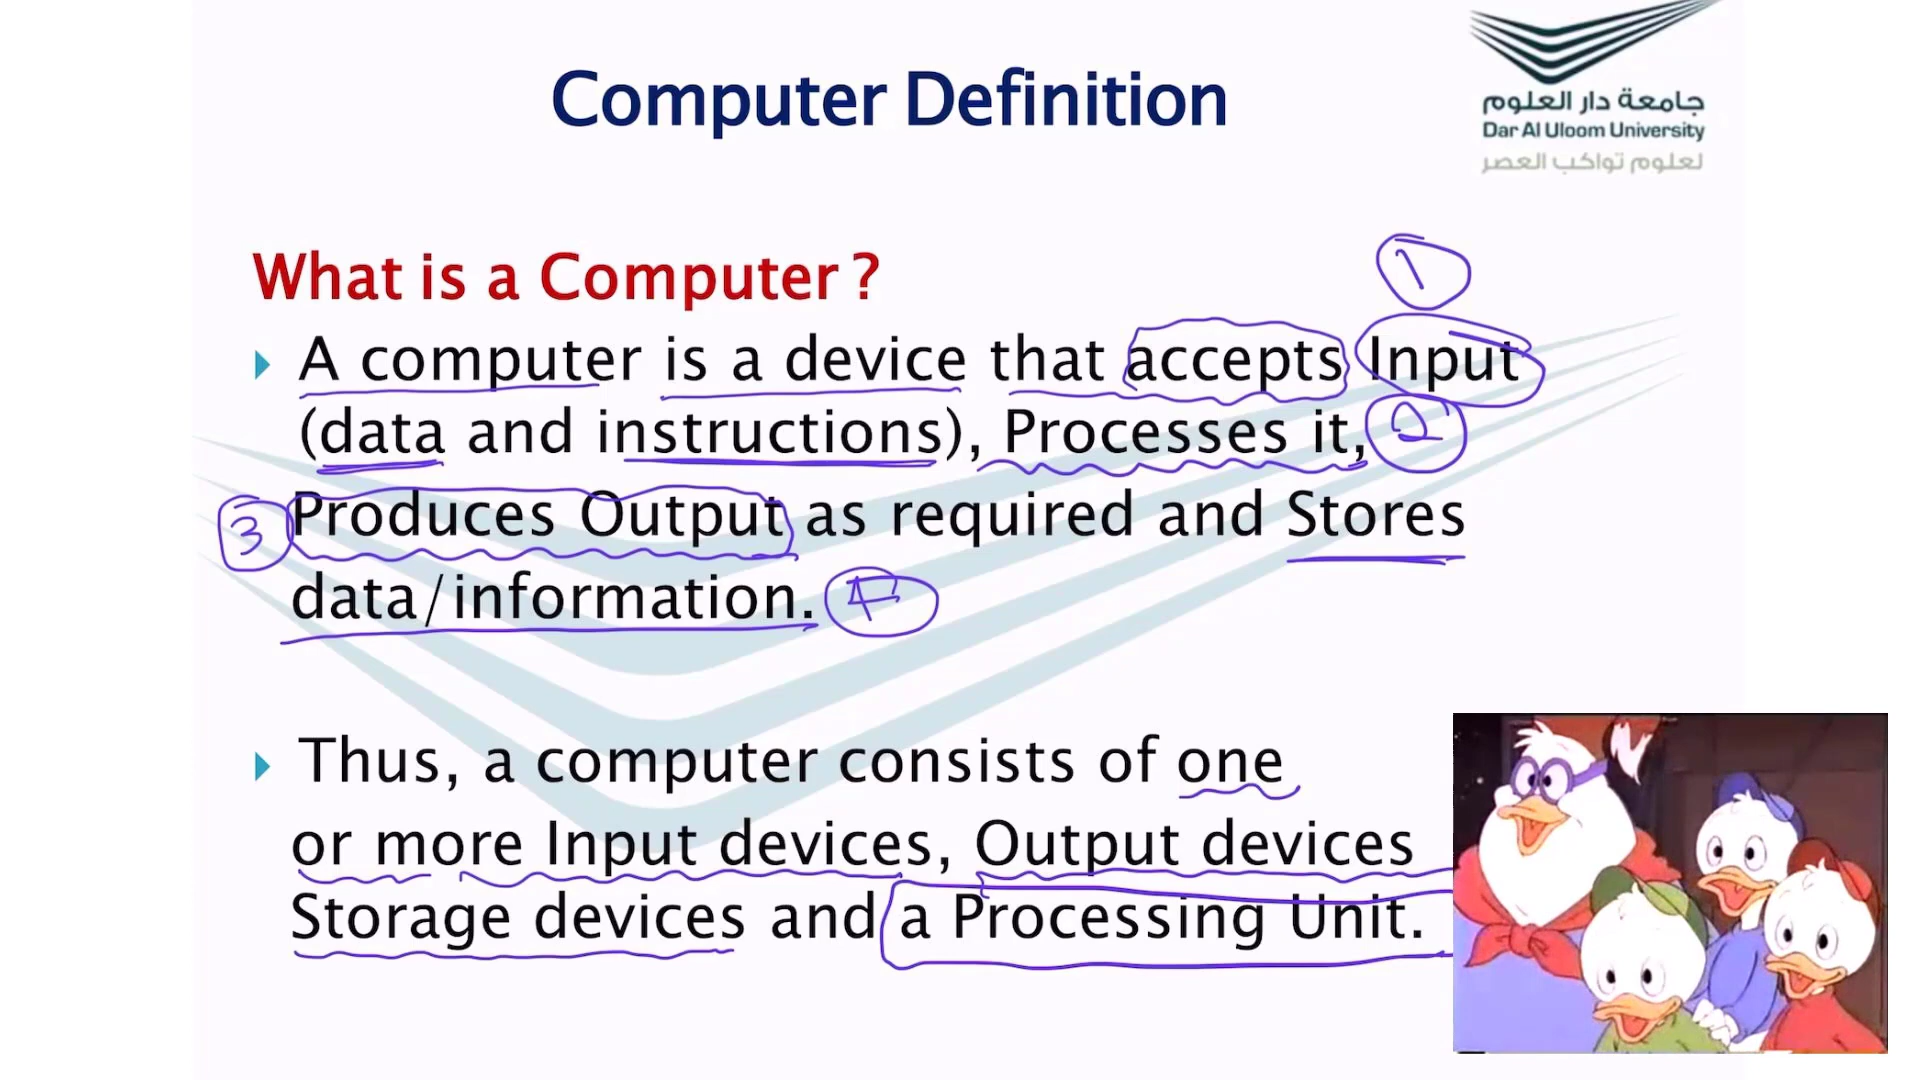 Computer Definition
جامعة دار العلوم
Dar Al Uloom University
لعلوم تواكب العصر
What is a Computer ?
1
A computer is a device that accepts Input
(data and instructions), Processes it, 2
3 Produces Output as required and Stores
data/information. 4
Thus, a computer consists of one
or more Input devices, Output devices
Storage devices and a Processing Unit.